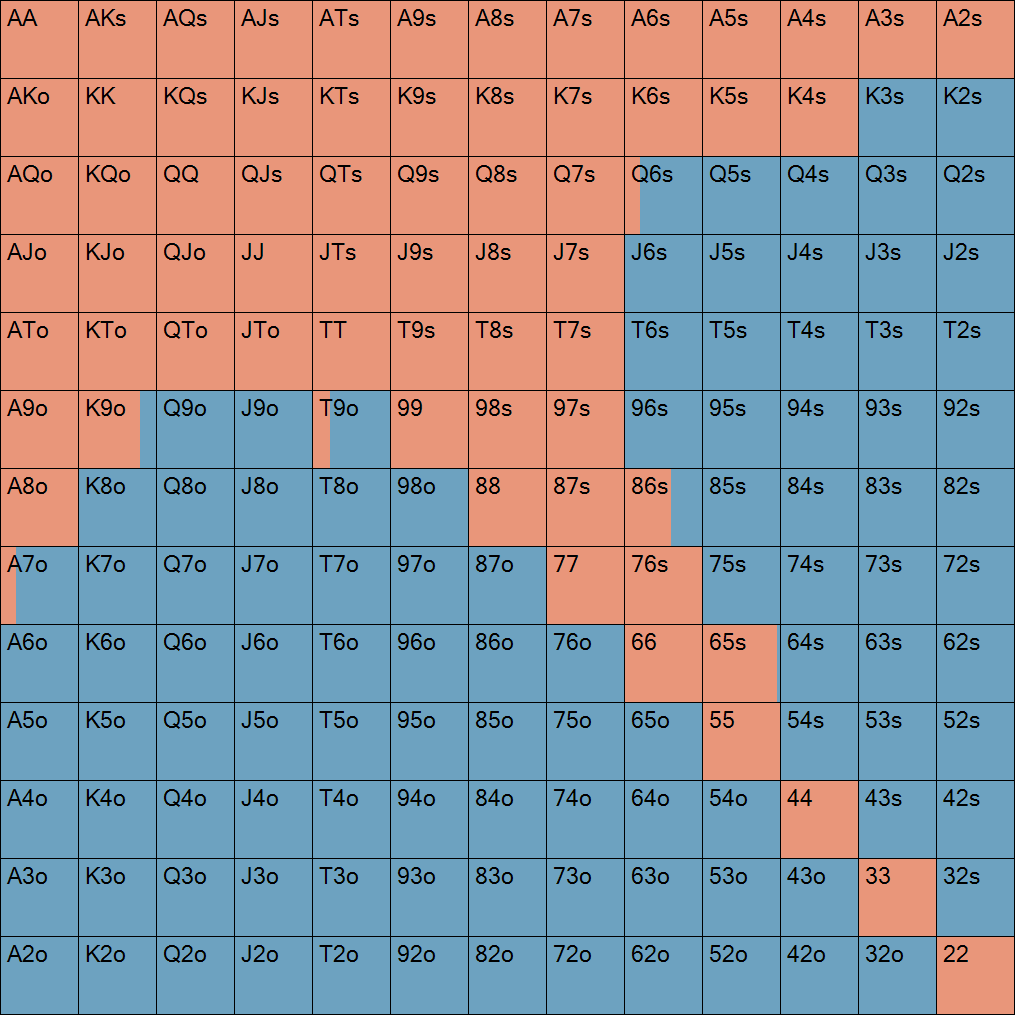 AA AKs AQs AJs ATs A9s A8s A7s A6s A5s A4s A3s A2s
AKo KK KQs KJs KTs K9s K8s K7s K6s K5s K4s K3s K2s
AQo KQo QQ QJs QTs Q9s Q8s Q7s Q6s Q5s Q4s Q3s Q2s
AJo KJo QJo JJ JTs J9s J8s J7s J6s J5s J4s J3s J2s
ATo KTo QTo JTo TT T9s T8s T7s T6s T5s T4s T3s T2s
A9o K9o Q9o J9o T9o 99 98s 97s 96s 95s 94s 93s 92s
A8o K8o Q8o J8o T8o 98o 88 87s 86s 85s 84s 83s 82s
A7o K7o Q7o J7o T7o 97o 87o 77 76s 75s 74s 73s 72s
A6o K6o Q6o J6o T6o 96o 86o 76o 66 65s 64s 63s 62s
A5o K5o Q5o J5o T5o 95o 85o 75o 65o 55 54s 53s 52s
A4o K4o Q4o J4o T4o 94o 84o 74o 64o 54o 44 43s 42s
A3o K3o Q3o J3o T3o 93o 83o 73o 63o 53o 43o 33 32s
A2o K2o Q2o J2o T2o 92o 82o 72o 62o 52o 42o 32o 22